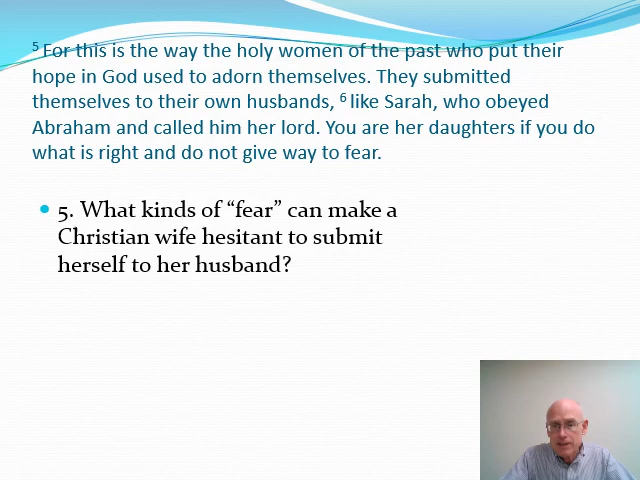 ⁵ For this is the way the holy women of the past who put their
hope in God used to adorn themselves. They submitted
themselves to their own husbands, ⁶ like Sarah, who obeyed
Abraham and called him her lord. You are her daughters if you do
what is right and do not give way to fear.
• 5. What kinds of “fear” can make a
Christian wife hesitant to submit
herself to her husband?